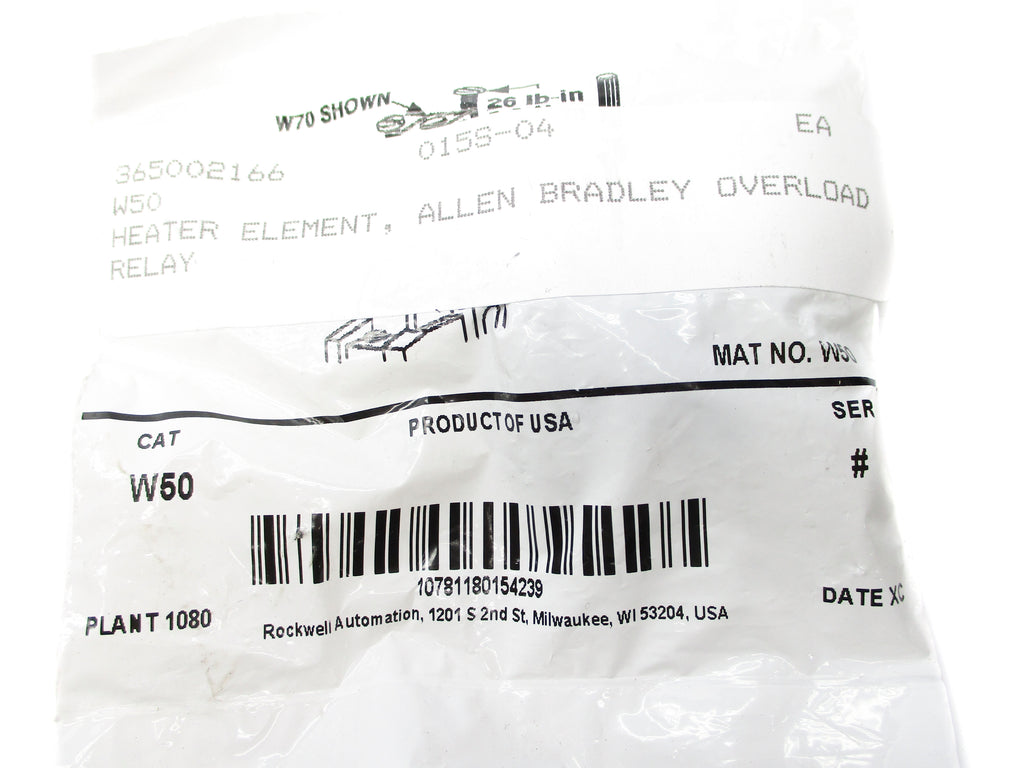 W70 SHOWN
26 lb-in
015S-04
EA
365002166
W50
HEATER ELEMENT, ALLEN BRADLEY OVERLOAD
RELAY
MAT NO. W50
CAT
PRODUCT OF USA
SER
W50
#
10781180154239
PLANT 1080
DATE XC
Rockwell Automation, 1201 S 2nd St, Milwaukee, WI 53204, USA